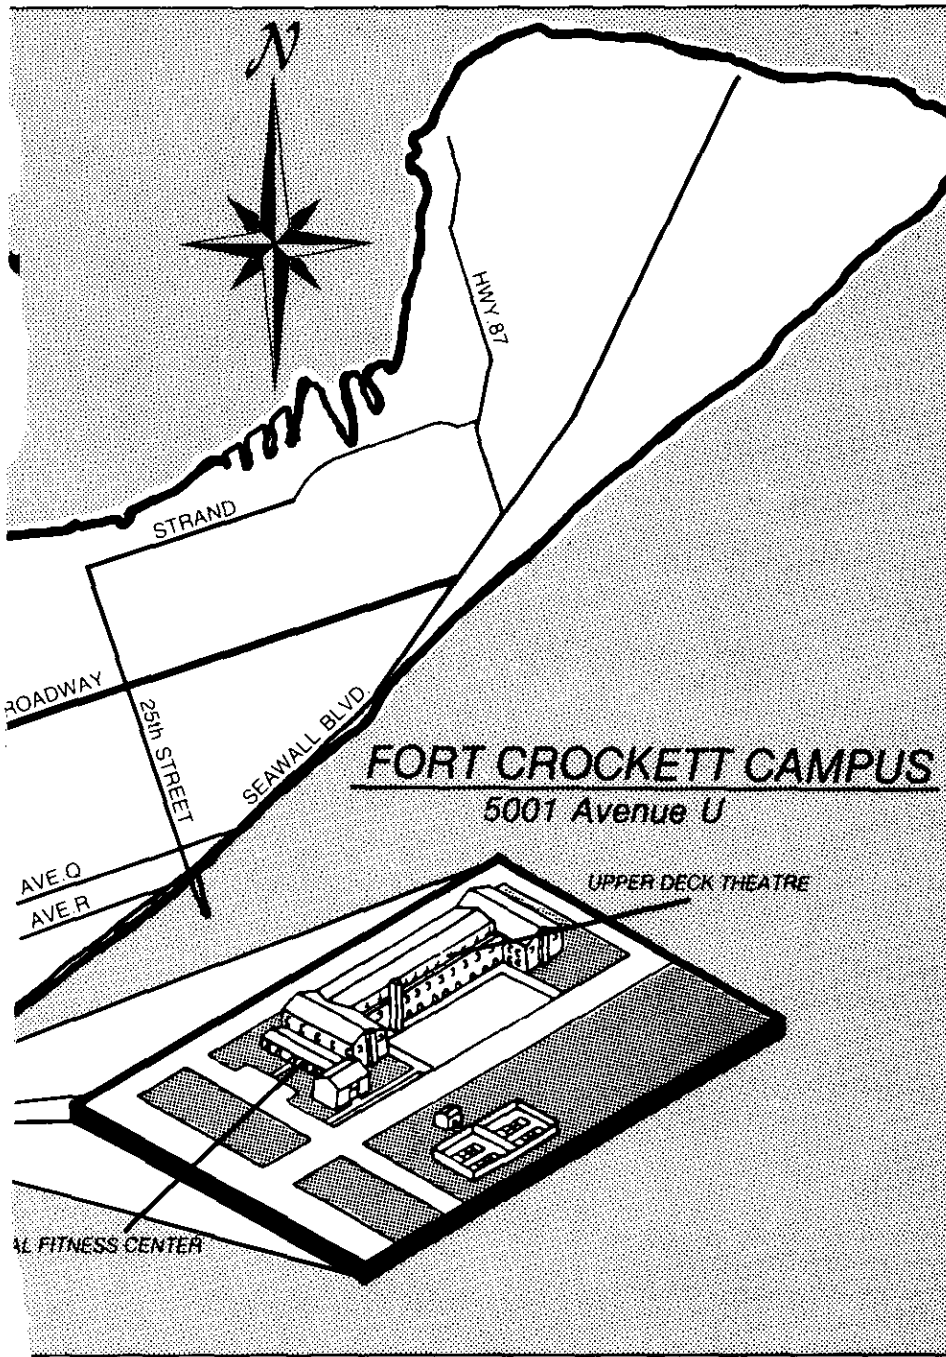 N
HWY.87
STRAND
ROADWAY
25th STREET
SEAWALL BLVD.
FORT CROCKETT CAMPUS
5001 Avenue U
AVE.Q
AVE.R
UPPER DECK THEATRE
AL FITNESS CENTER